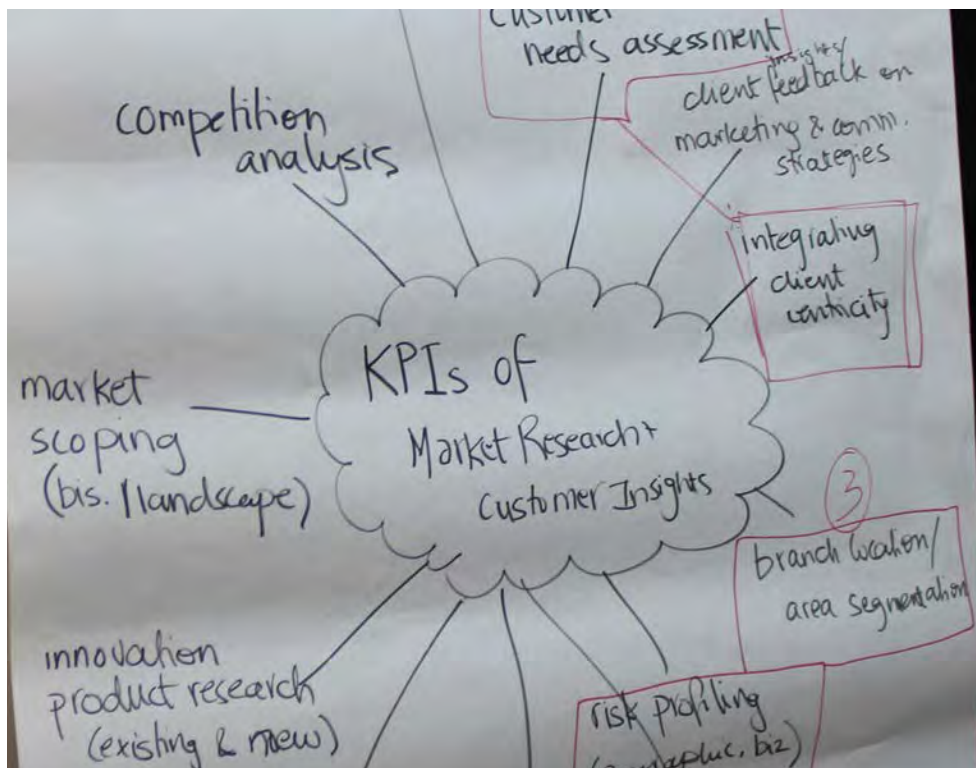 customer
needs assessment
insights/
client feedback on
marketing & comm.
strategies
competition
analysis
integrating
client
centricity
KPIs of
Market Research +
Customer Insights
market
scoping
(bis. / landscape)
3
branch location/
area segmentation
innovation
product research
(existing & new)
risk profiling
biz)